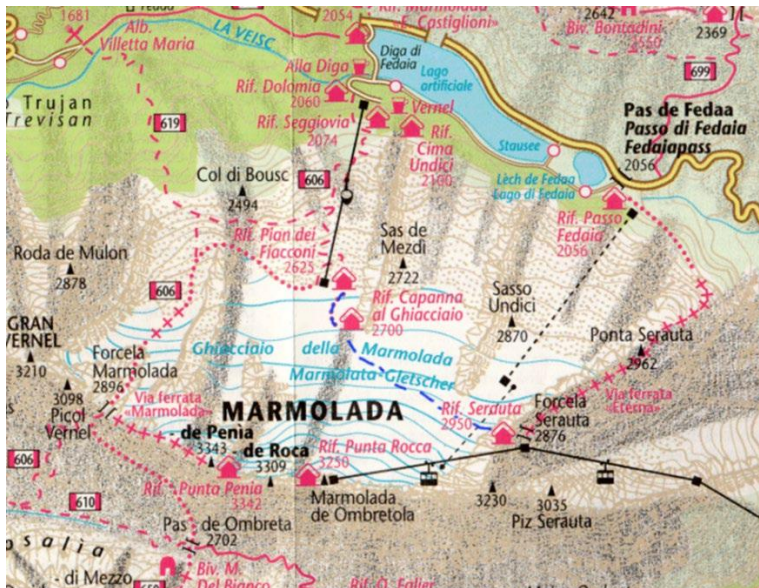 1681
Alb.
Villetta Maria
LA VEISC
2054
Rif. Marmolada
"E. Castiglioni"
2642
Biv. Bontadini
2550
2369
699
Diga di
Fedaia
Alla Diga
Rif. Dolomia
2060
Lago
artificiale
Vernel
Rif. Seggiovia
2074
Rif.
Cima
Undici
2100
Trujan
Trevisan
619
Pas de Fedaa
Passo di Fedaia
Fedaiapass
2056
Stausee
Lèch de Fedaa
Lago di Fedaia
Col di Bousc
2494
606
Rif. Pian dei
Fiacconi
2625
Sas de
Mezdì
2722
Rif. Passo
Fedaia
2056
Roda de Mulon
2878
606
Rif. Capanna
al Ghiacciaio
2700
Sasso
Undici
2870
GRAN
VERNEL
3210
Forcela
Marmolada
2896
Ghiacciaio della Marmolada
Marmolata-Gletscher
Ponta Serauta
2962
3098
Picol
Vernel
Via ferrata
«Marmolada»
MARMOLADA
Rif. Serauta
2950
Forcela
Serauta
2876
Via ferrata
«Eterna»
de Penìa
3343
de Roca
3309
Rif. Punta Rocca
3250
606
610
Rif. Punta Penia
3342
Marmolada
de Ombretola
3230
3035
Piz Serauta
Pas de Ombreta
2702
osalia
- di Mezzo
Biv. M.
Del Bianco
Rif. O. Falier